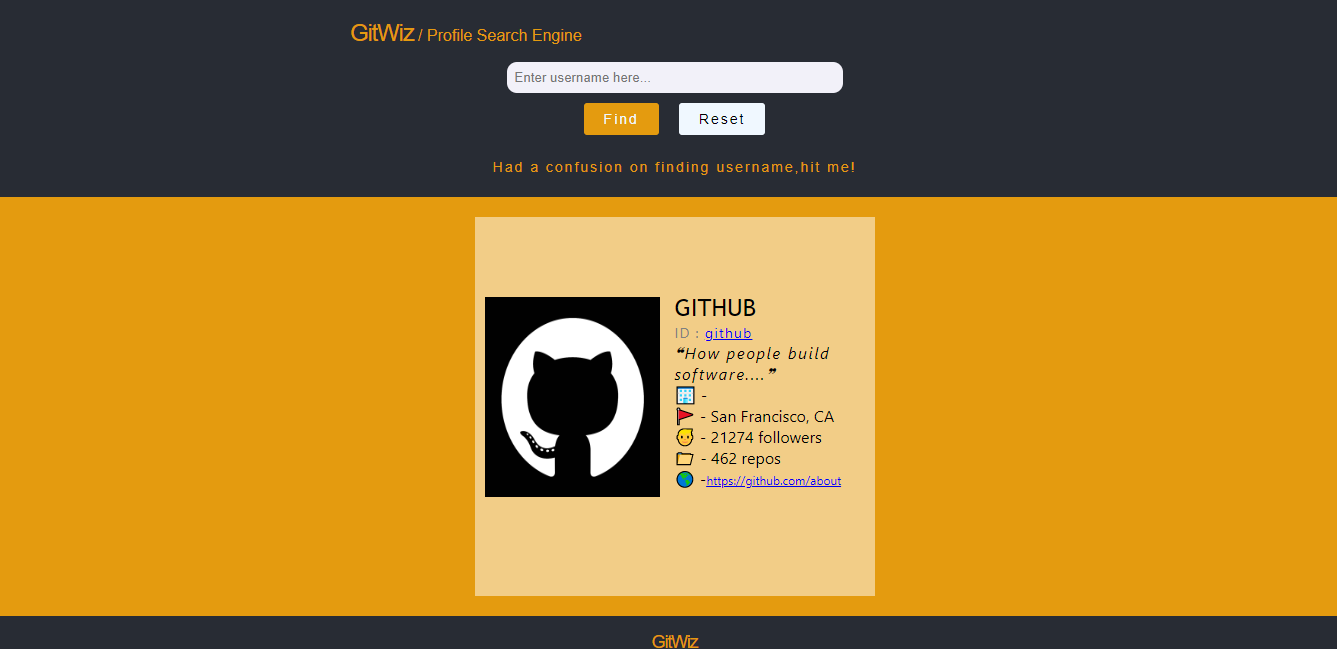 GitWiz / Profile Search Engine
Enter username here...
Find Reset
Had a confusion on finding username,hit me!
GITHUB
ID : github
❝How people build
software....❞
-
- San Francisco, CA
- 21274 followers
- 462 repos
-https://github.com/about
GitWiz